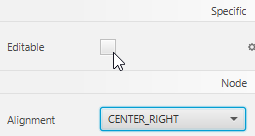 Specific
Editable
Node
Alignment CENTER_RIGHT